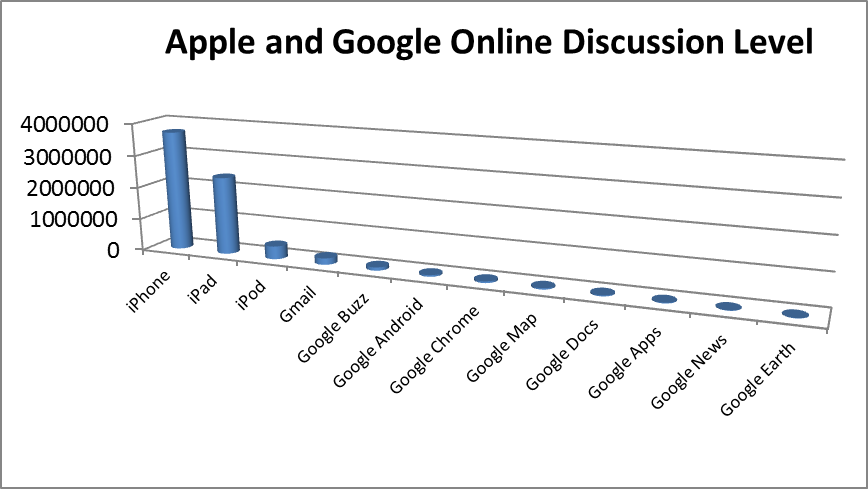 Apple and Google Online Discussion Level
4000000
3000000
2000000
1000000
0
iPhone
iPad
iPod
Gmail
Google Buzz
Google Android
Google Chrome
Google Map
Google Docs
Google Apps
Google News
Google Earth